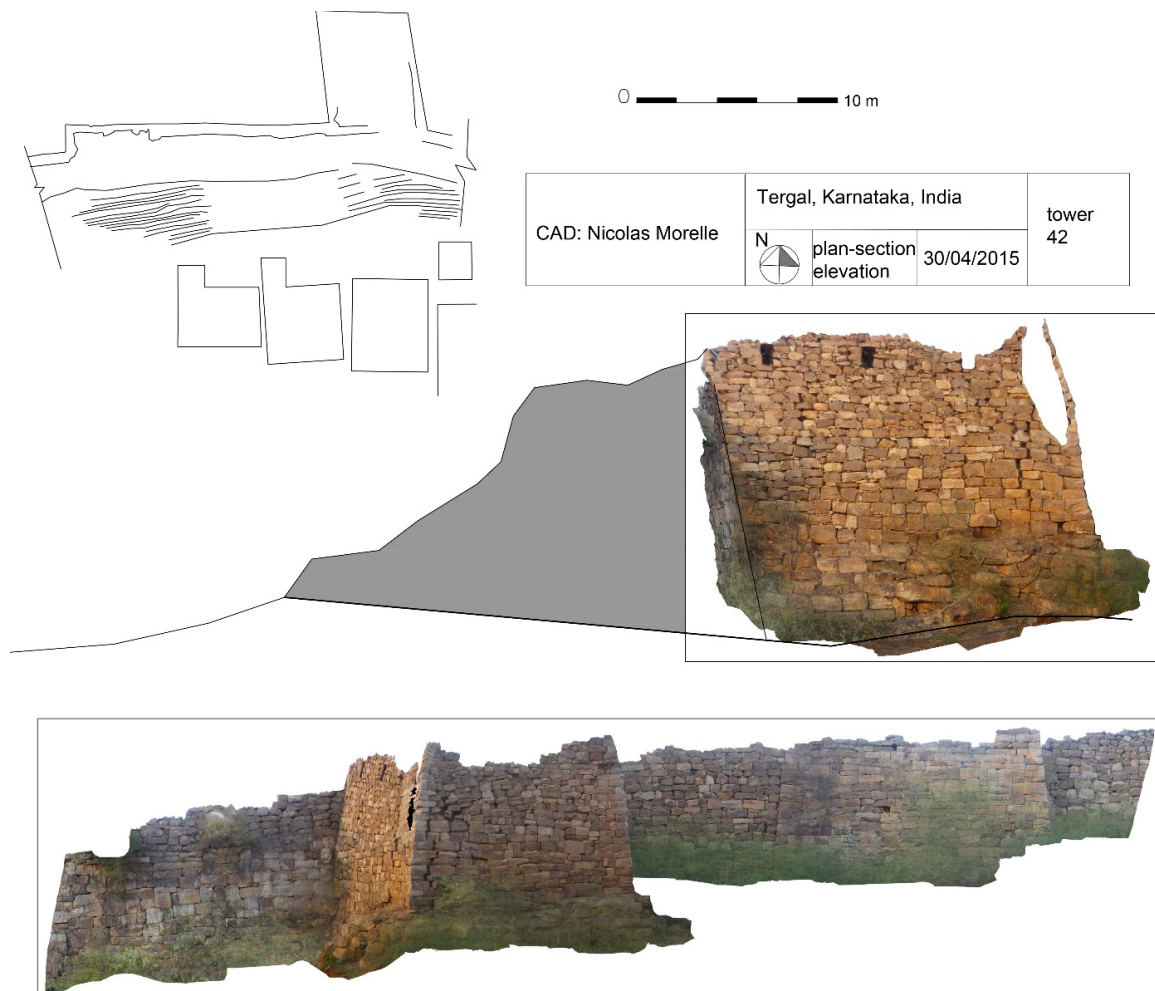 0 10 m
CAD: Nicolas Morelle
Tergal, Karnataka, India
N
plan-section
elevation
30/04/2015
tower
42